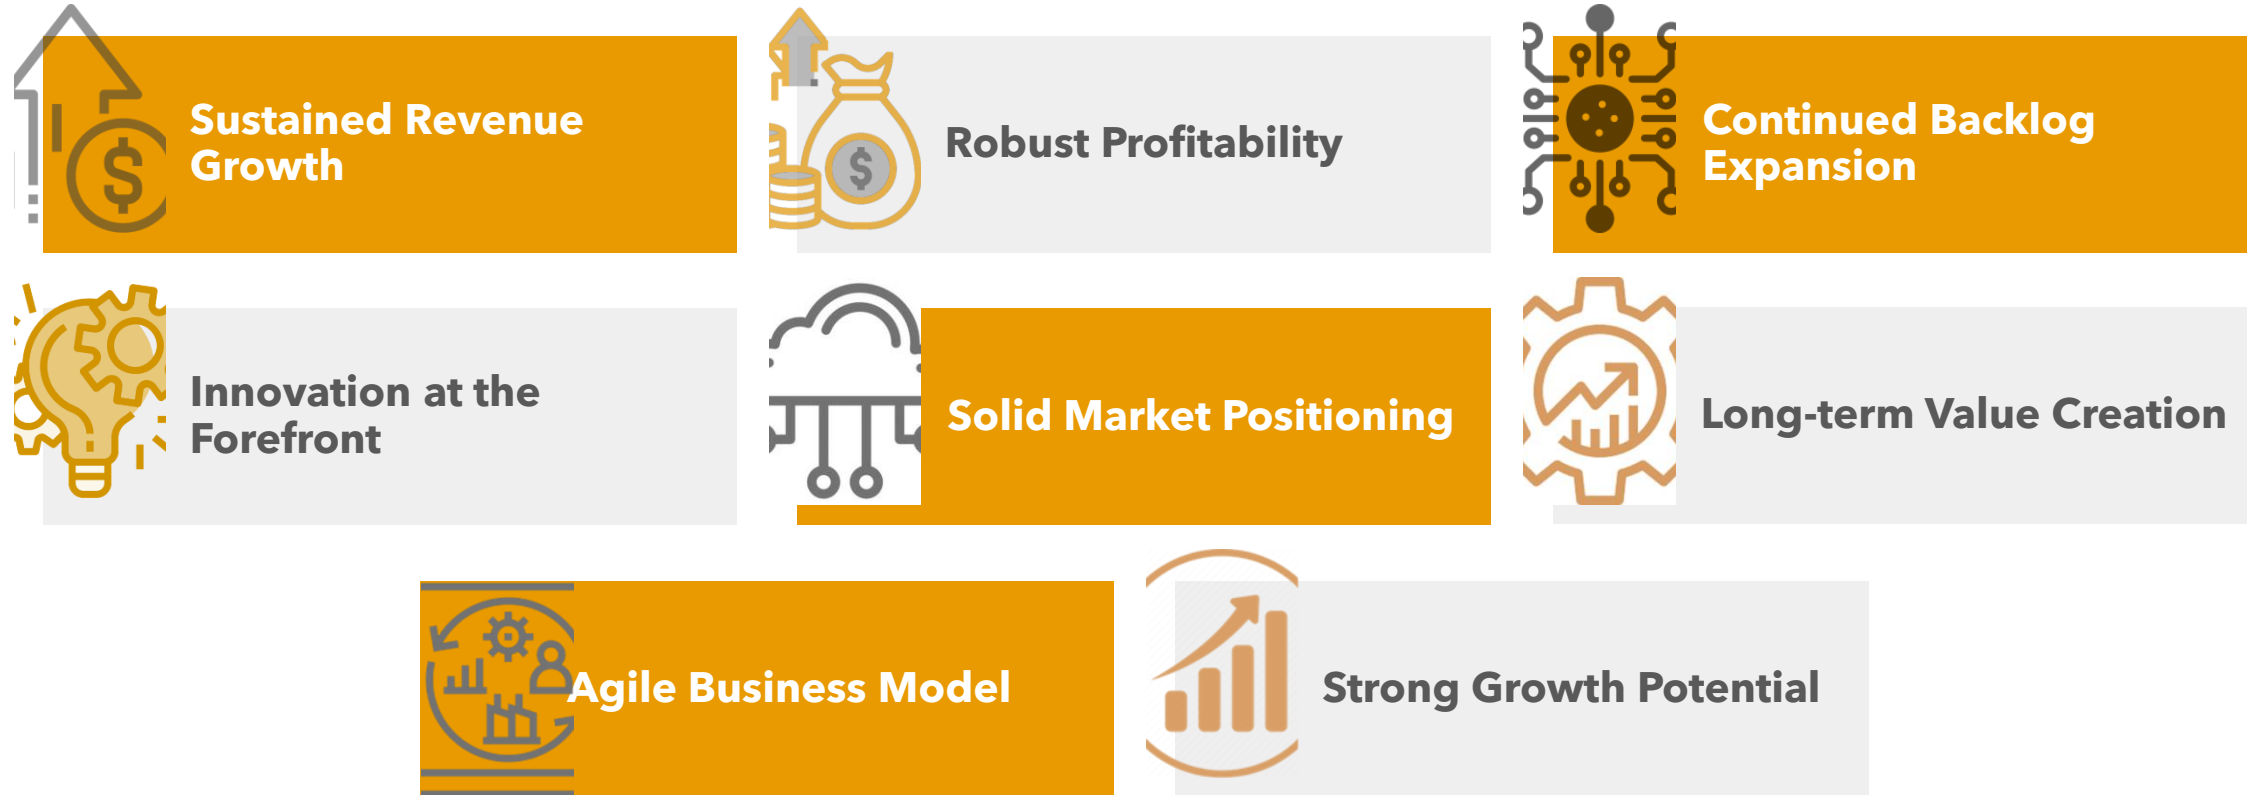 Sustained Revenue
Growth
Robust Profitability
Continued Backlog
Expansion
Innovation at the
Forefront
Solid Market Positioning
Long-term Value Creation
Agile Business Model
Strong Growth Potential